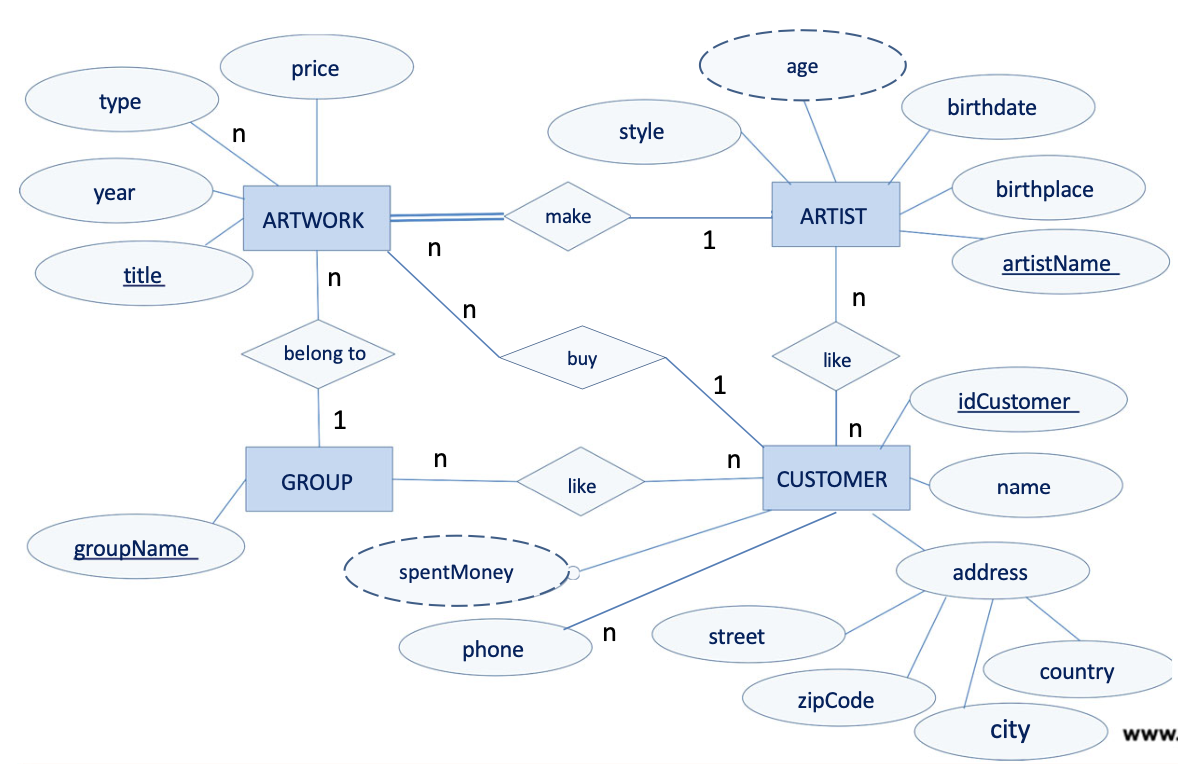 price
age
type
birthdate
n
style
year
birthplace
ARTWORK
make
ARTIST
n
1
title
artistName
n
n
n
belong to
buy
like
1
idCustomer
1
n
n
n
GROUP
like
CUSTOMER
name
groupName
spentMoney
address
phone
n
street
country
zipCode
city
www.